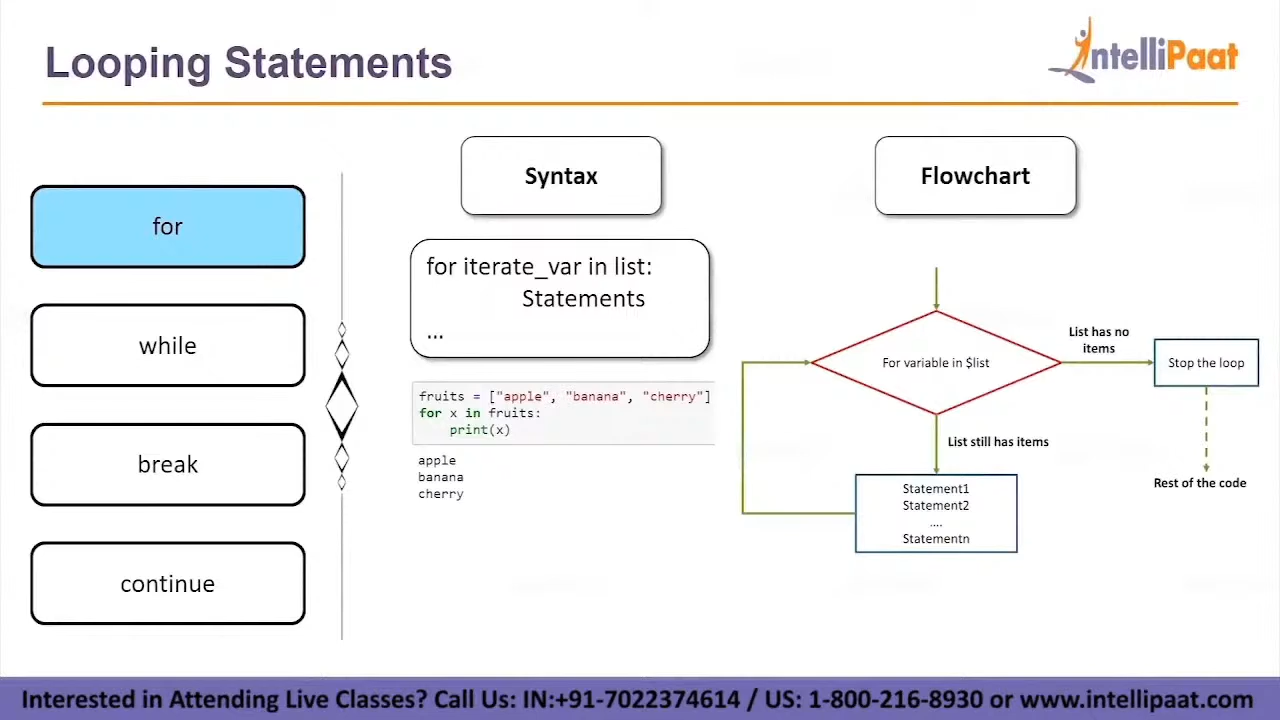 Looping Statements
IntelliPaat
for
while
break
continue
Syntax
for iterate_var in list:
Statements
...
fruits = ["apple", "banana", "cherry"]
for x in fruits:
    print(x)
apple
banana
cherry
Flowchart
For variable in $list
List has no
items
Stop the loop
List still has items
Rest of the code
Statement1
Statement2
....
Statementn
Interested in Attending Live Classes? Call Us: IN:+91-7022374614 / US: 1-800-216-8930 or www.intellipaat.com